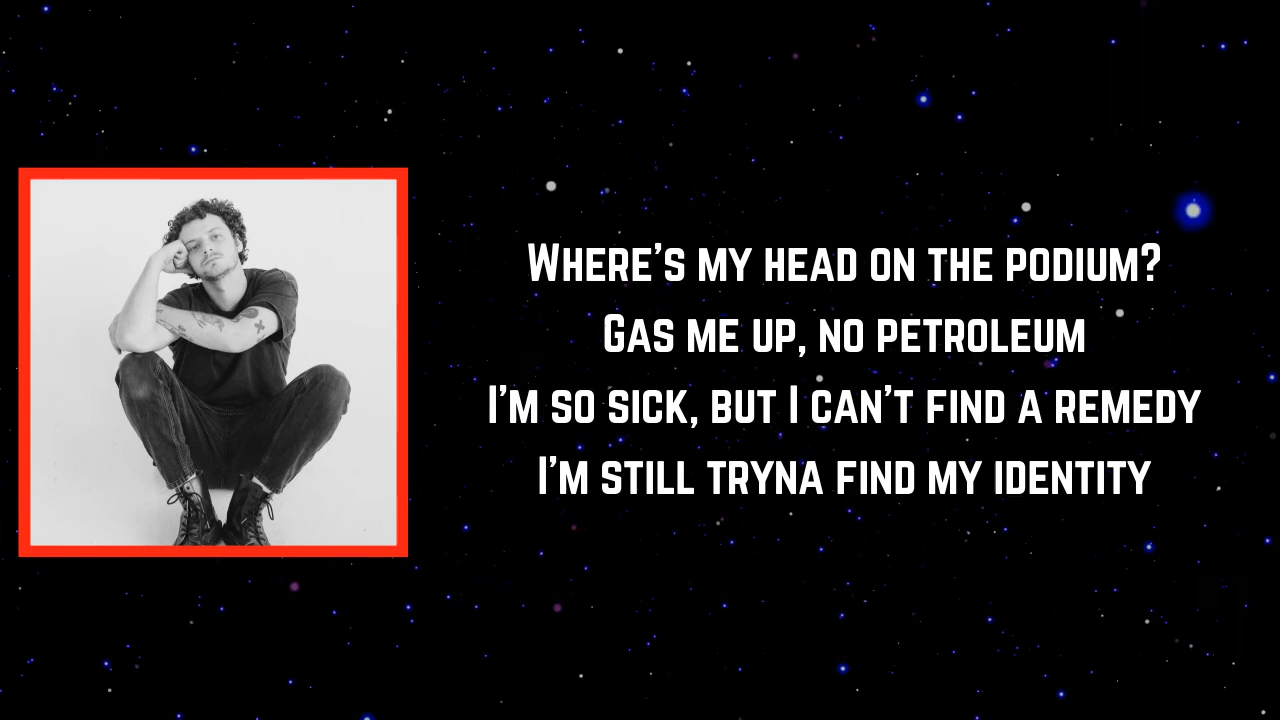 Where's my head on the podium?
Gas me up, no petroleum
I'm so sick, but I can't find a remedy
I'm still tryna find my identity